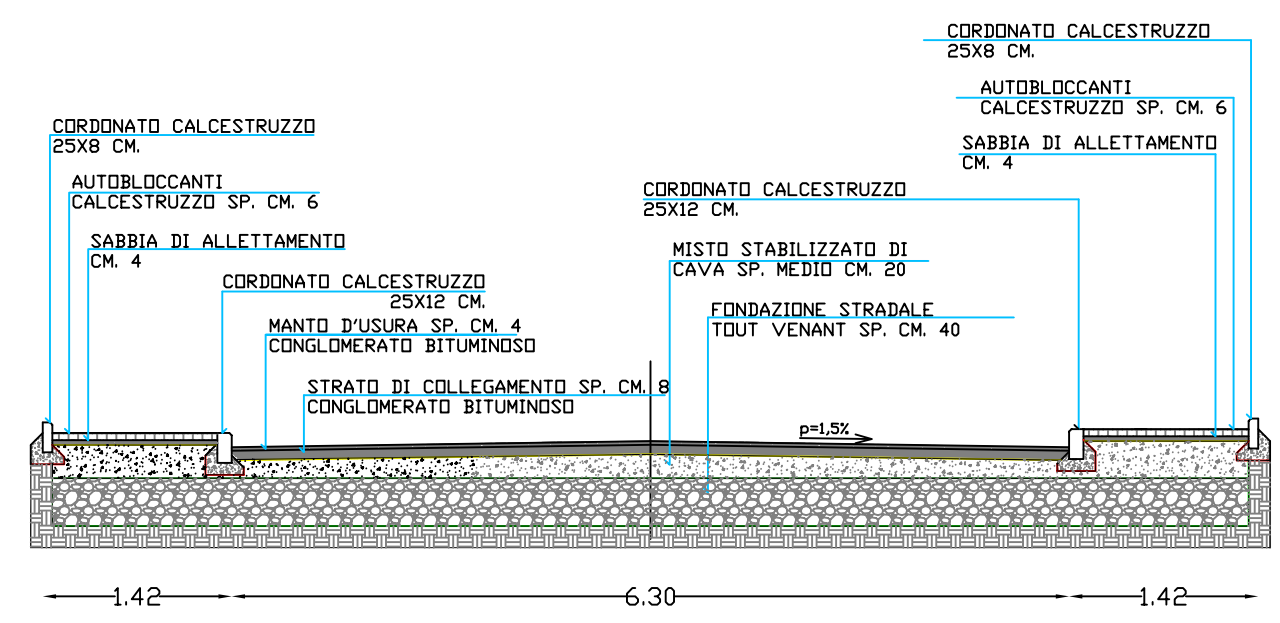 CORDONATO CALCESTRUZZO
25X8 CM.
AUTOBLOCCANTI
CALCESTRUZZO SP. CM. 6
SABBIA DI ALLETTAMENTO
CM. 4
CORDONATO CALCESTRUZZO
25X8 CM.
AUTOBLOCCANTI
CALCESTRUZZO SP. CM. 6
SABBIA DI ALLETTAMENTO
CM. 4
CORDONATO CALCESTRUZZO
25X12 CM.
CORDONATO CALCESTRUZZO
25X12 CM.
MISTO STABILIZZATO DI
CAVA SP. MEDIO CM. 20
MANTO D'USURA SP. CM. 4
CONGLOMERATO BITUMINOSO
FONDAZIONE STRADALE
TOUT VENANT SP. CM. 40
STRATO DI COLLEGAMENTO SP. CM. 8
CONGLOMERATO BITUMINOSO
p=1,5%
1.42
6.30
1.42